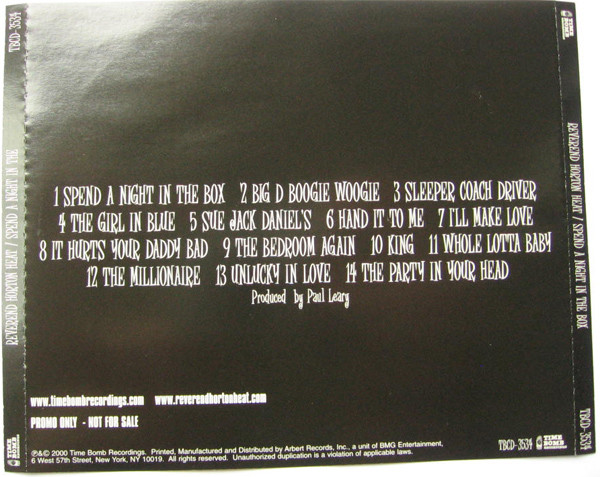 TBCD-3534
REVEREND HORTON HEAT / SPEND A NIGHT IN THE
TIME BOMB
1 SPEND A NIGHT IN THE BOX 2 BIG D BOOGIE WOOGIE 3 SLEEPER COACH DRIVER
4 THE GIRL IN BLUE 5 SUE JACK DANIEL'S 6 HAND IT TO ME 7 I'LL MAKE LOVE
8 IT HURTS YOUR DADDY BAD 9 THE BEDROOM AGAIN 10 KING 11 WHOLE LOTTA BABY
12 THE MILLIONAIRE 13 UNLUCKY IN LOVE 14 THE PARTY IN YOUR HEAD
Produced by Paul Leary
www.timebombrecordings.com www.reverendhortonheat.com
PROMO ONLY - NOT FOR SALE
℗&© 2000 Time Bomb Recordings. Printed, Manufactured and Distributed by Arbert Records, Inc., a unit of BMG Entertainment,
6 West 57th Street, New York, NY 10019. All rights reserved. Unauthorized duplication is a violation of applicable laws.
TBCD-3534
TIME BOMB
TIME BOMB
REVEREND HORTON HEAT / SPEND A NIGHT IN THE BOX
TBCD-3534